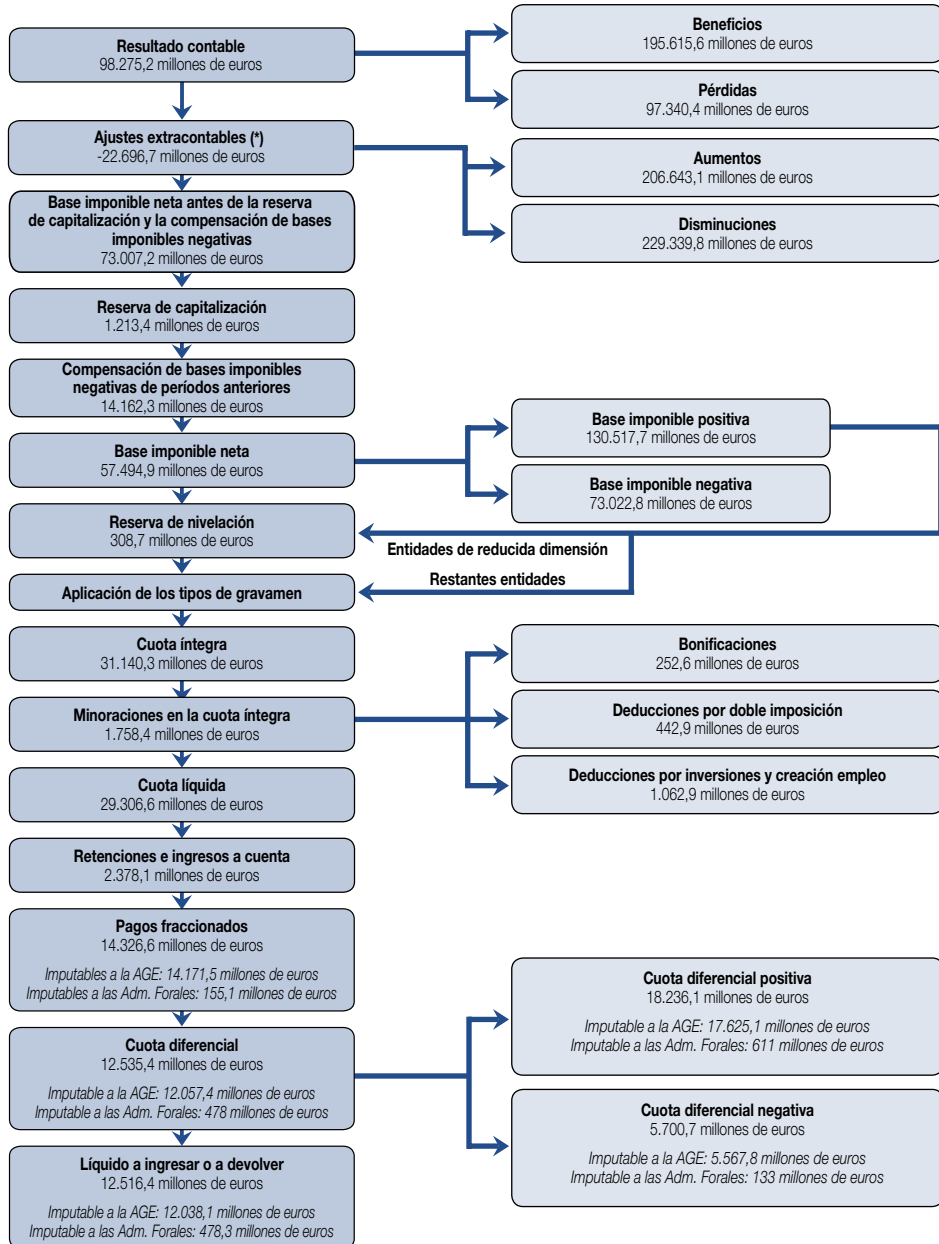 Resultado contable
98.275,2 millones de euros
Beneficios
195.615,6 millones de euros
Pérdidas
97.340,4 millones de euros
Ajustes extracontables (*)
-22.696,7 millones de euros
Aumentos
206.643,1 millones de euros
Disminuciones
229.339,8 millones de euros
Base imponible neta antes de la reserva
de capitalización y la compensación de bases
imponibles negativas
73.007,2 millones de euros
Reserva de capitalización
1.213,4 millones de euros
Compensación de bases imponibles
negativas de períodos anteriores
14.162,3 millones de euros
Base imponible neta
57.494,9 millones de euros
Base imponible positiva
130.517,7 millones de euros
Base imponible negativa
73.022,8 millones de euros
Reserva de nivelación
308,7 millones de euros
Entidades de reducida dimensión
Restantes entidades
Aplicación de los tipos de gravamen
Cuota íntegra
31.140,3 millones de euros
Minoraciones en la cuota íntegra
1.758,4 millones de euros
Bonificaciones
252,6 millones de euros
Deducciones por doble imposición
442,9 millones de euros
Deducciones por inversiones y creación empleo
1.062,9 millones de euros
Cuota líquida
29.306,6 millones de euros
Retenciones e ingresos a cuenta
2.378,1 millones de euros
Pagos fraccionados
14.326,6 millones de euros
Imputables a la AGE: 14.171,5 millones de euros
Imputables a las Adm. Forales: 155,1 millones de euros
Cuota diferencial
12.535,4 millones de euros
Imputable a la AGE: 12.057,4 millones de euros
Imputable a las Adm. Forales: 478 millones de euros
Cuota diferencial positiva
18.236,1 millones de euros
Imputable a la AGE: 17.625,1 millones de euros
Imputable a las Adm. Forales: 611 millones de euros
Cuota diferencial negativa
5.700,7 millones de euros
Imputable a la AGE: 5.567,8 millones de euros
Imputable a las Adm. Forales: 133 millones de euros
Líquido a ingresar o a devolver
12.516,4 millones de euros
Imputable a la AGE: 12.038,1 millones de euros
Imputable a las Adm. Forales: 478,3 millones de euros